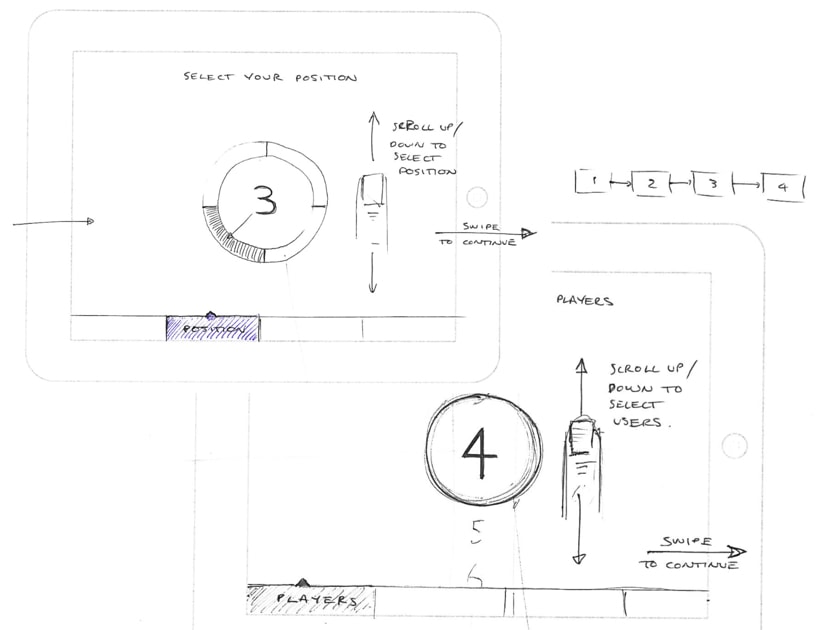 SELECT YOUR POSITION
SCROLL UP/
DOWN TO
SELECT
POSITION
3
SWIPE
TO CONTINUE
POSITION
1
2
3
4
PLAYERS
SCROLL UP/
DOWN TO
SELECT
USERS.
4
5
6
SWIPE
TO CONTINUE
PLAYERS